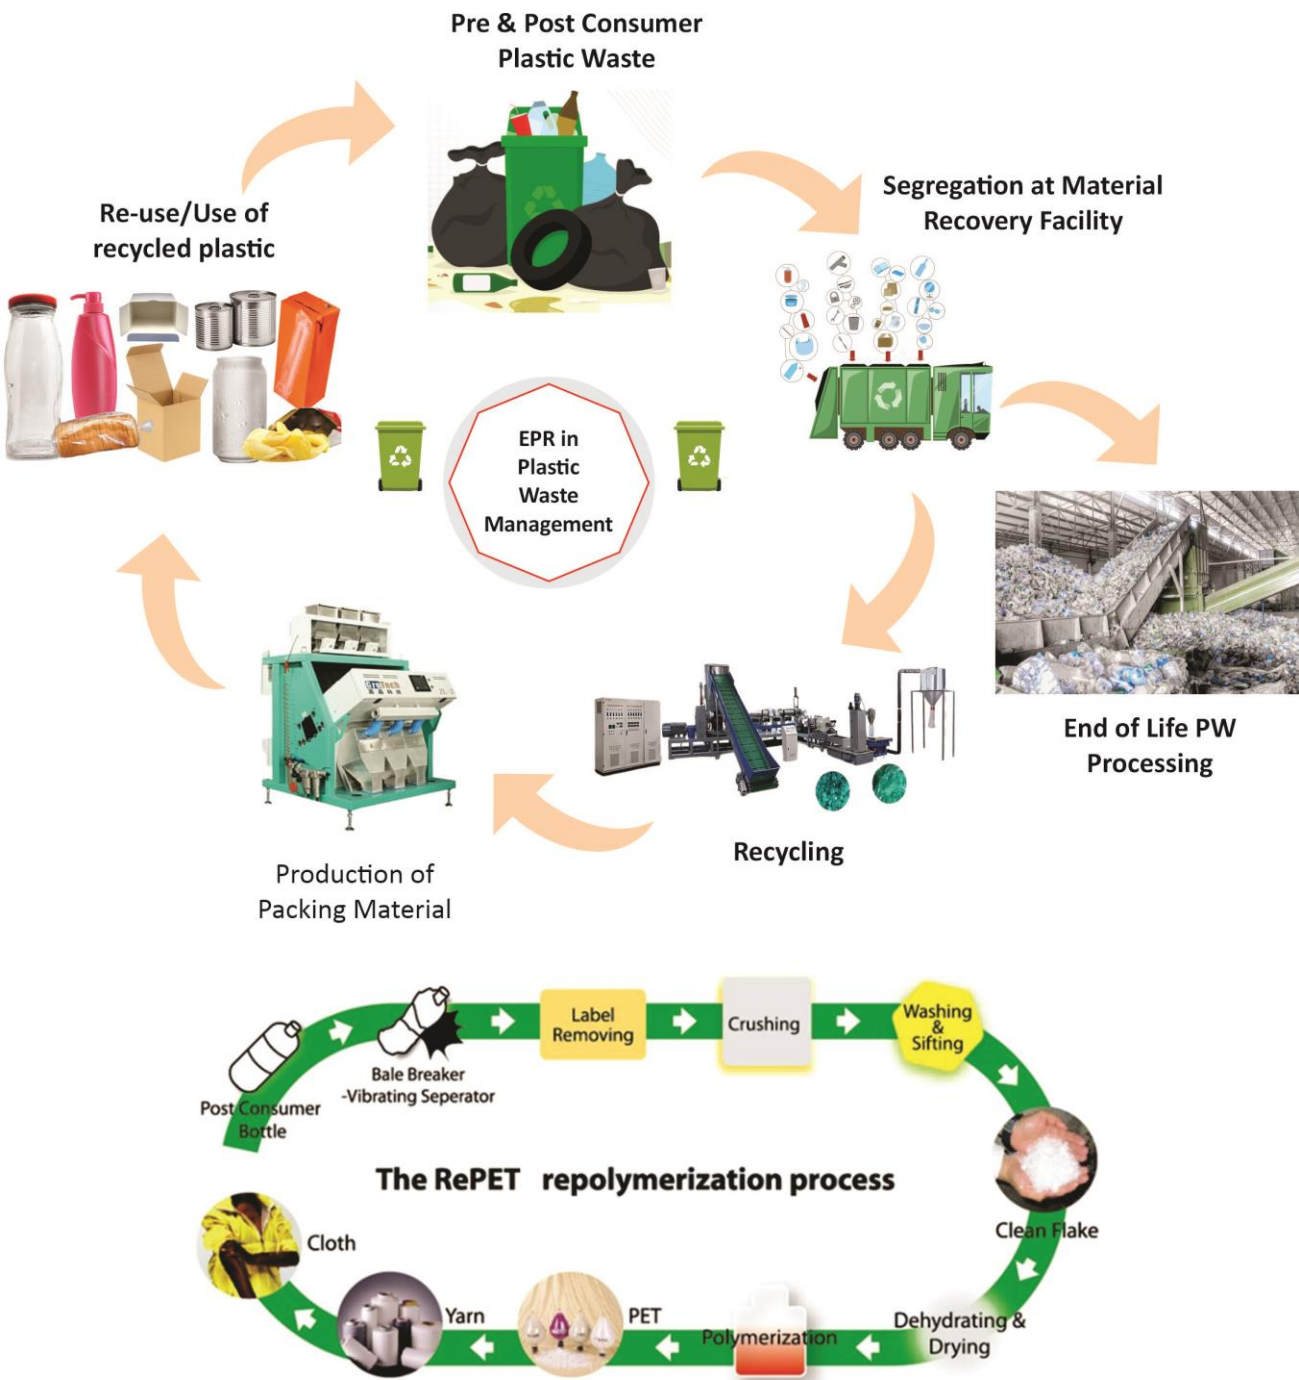 Pre & Post Consumer
Plastic Waste
Segregation at Material
Recovery Facility
Re-use/Use of
recycled plastic
EPR in
Plastic
Waste
Management
End of Life PW
Processing
Recycling
Production of
Packing Material
Label
Removing
Crushing
Washing
&
Sifting
Bale Breaker
-Vibrating Seperator
Post Consumer
Bottle
The RePET repolymerization process
Clean Flake
Cloth
Yarn
PET
Polymerization
Dehydrating &
Drying